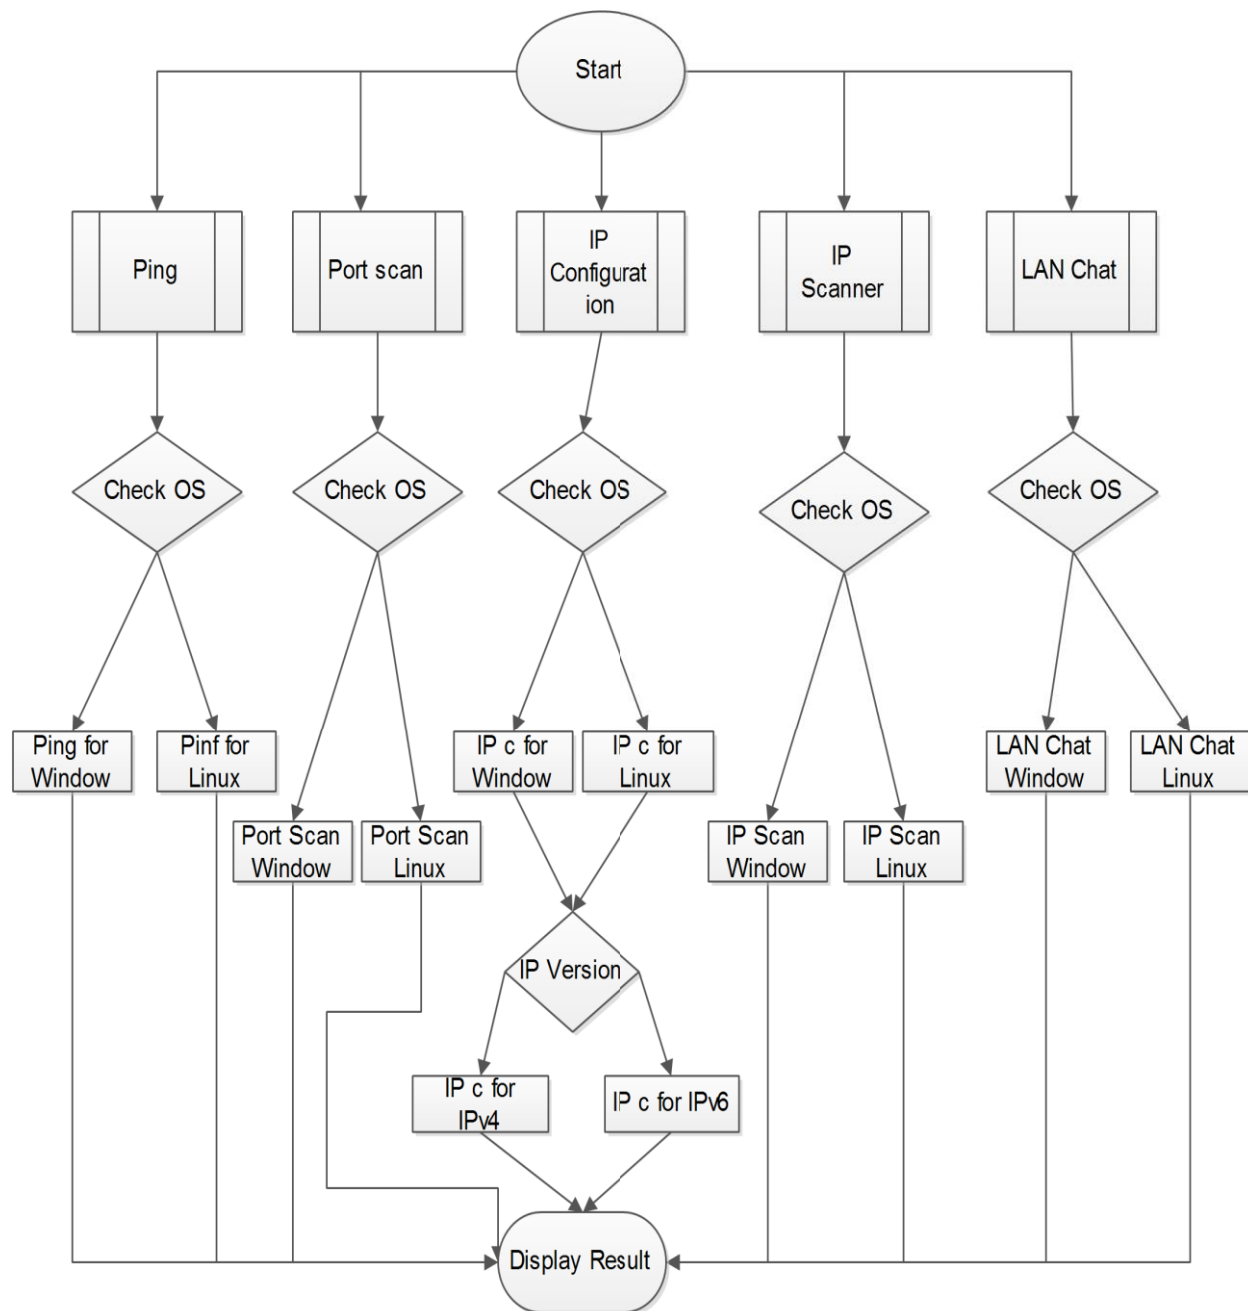 Start
Ping
Port scan
IP
Configurat
ion
IP
Scanner
LAN Chat
Check OS
Check OS
Check OS
Check OS
Check OS
Ping for
Window
Pinf for
Linux
IP c for
Window
IP c for
Linux
LAN Chat
Window
LAN Chat
Linux
Port Scan
Window
Port Scan
Linux
IP Scan
Window
IP Scan
Linux
IP Version
IP c for
IPv4
IP c for IPv6
Display Result